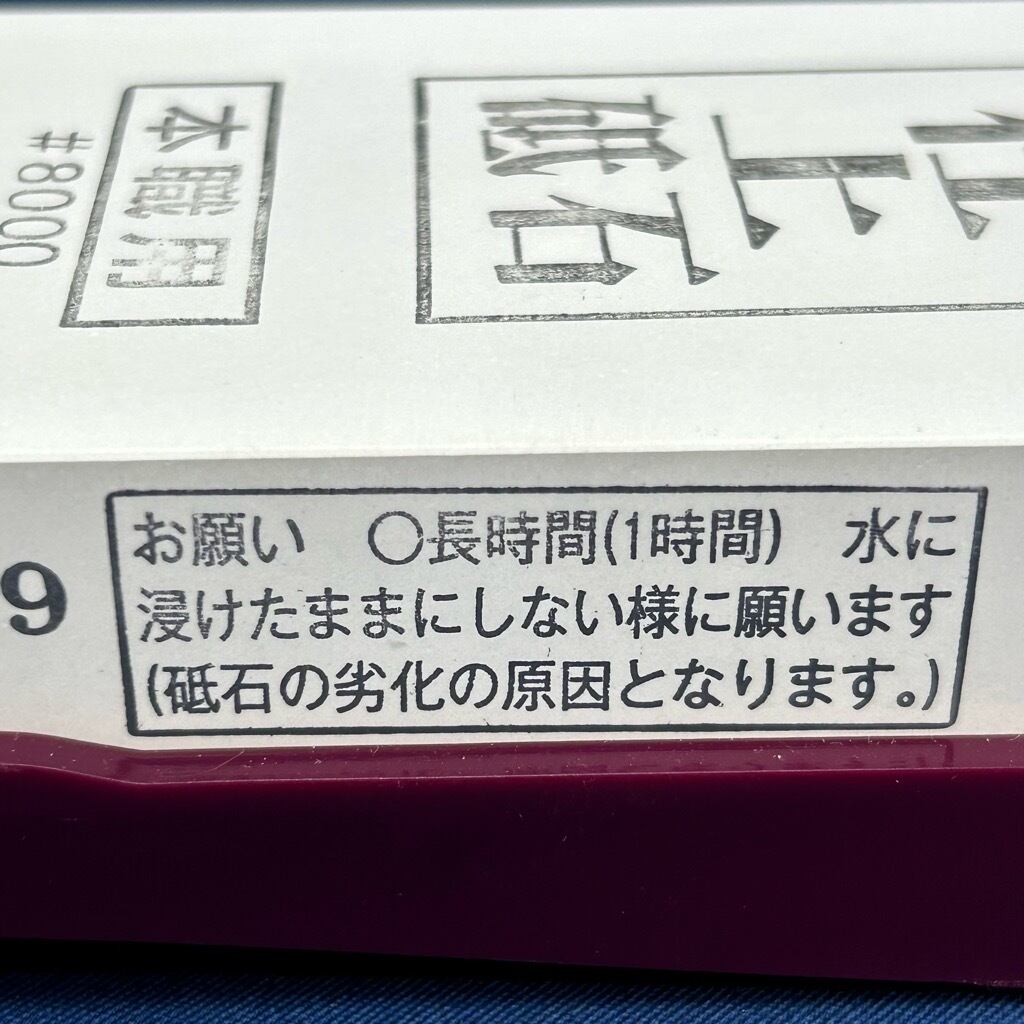 仕上
砥石
本職用
#8000
9
お願い　○長時間(1時間)　水に
浸けたままにしない様に願います
(砥石の劣化の原因となります。)